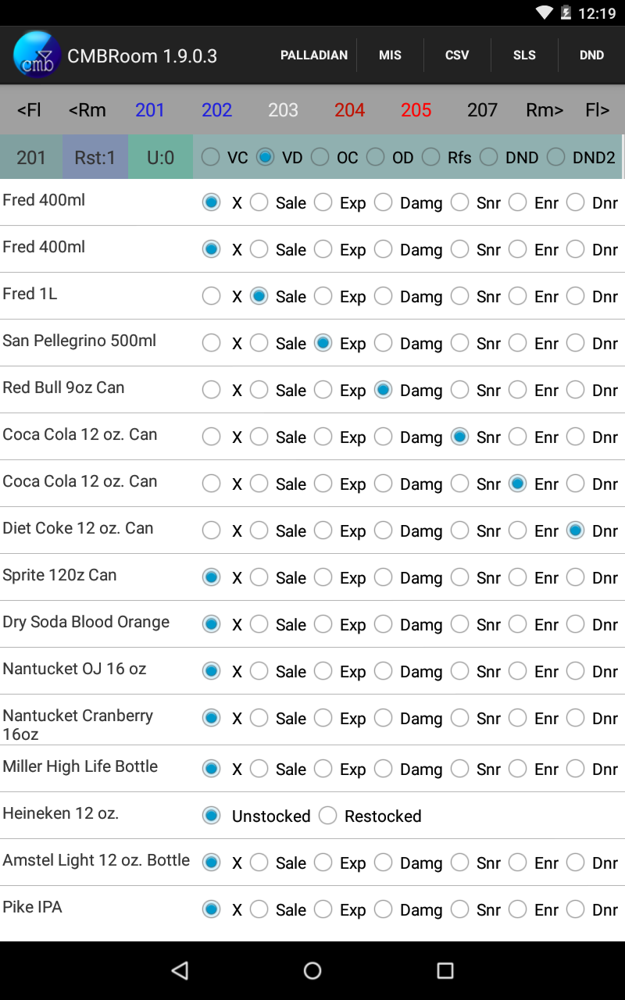 12:19
cmb CMBRoom 1.9.0.3 PALLADIAN MIS CSV SLS DND
<Fl <Rm 201 202 203 204 205 207 Rm> Fl>
201 Rst:1 U:0 VC VD OC OD Rfs DND DND2
Fred 400ml X Sale Exp Damg Snr Enr Dnr
Fred 400ml X Sale Exp Damg Snr Enr Dnr
Fred 1L X Sale Exp Damg Snr Enr Dnr
San Pellegrino 500ml X Sale Exp Damg Snr Enr Dnr
Red Bull 9oz Can X Sale Exp Damg Snr Enr Dnr
Coca Cola 12 oz. Can X Sale Exp Damg Snr Enr Dnr
Coca Cola 12 oz. Can X Sale Exp Damg Snr Enr Dnr
Diet Coke 12 oz. Can X Sale Exp Damg Snr Enr Dnr
Sprite 120z Can X Sale Exp Damg Snr Enr Dnr
Dry Soda Blood Orange X Sale Exp Damg Snr Enr Dnr
Nantucket OJ 16 oz X Sale Exp Damg Snr Enr Dnr
Nantucket Cranberry X Sale Exp Damg Snr Enr Dnr
16oz
Miller High Life Bottle X Sale Exp Damg Snr Enr Dnr
Heineken 12 oz. Unstocked Restocked
Amstel Light 12 oz. Bottle X Sale Exp Damg Snr Enr Dnr
Pike IPA X Sale Exp Damg Snr Enr Dnr